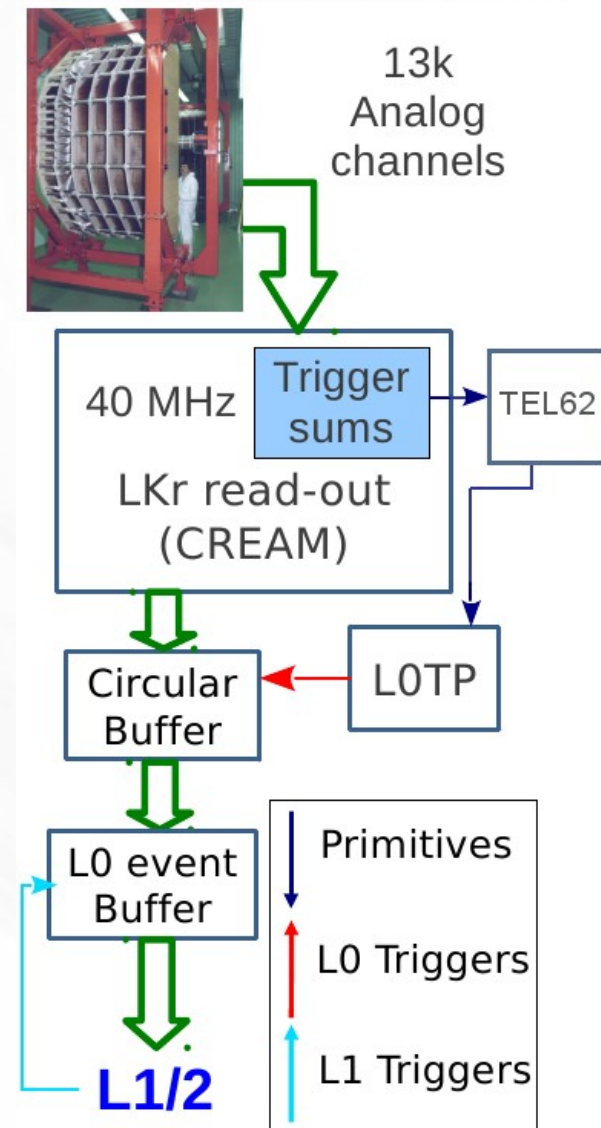 13k
Analog
channels
40 MHz
Trigger
sums
TEL62
LKr read-out
(CREAM)
L0TP
Circular
Buffer
L0 event
Buffer
Primitives
L0 Triggers
L1 Triggers
L1/2